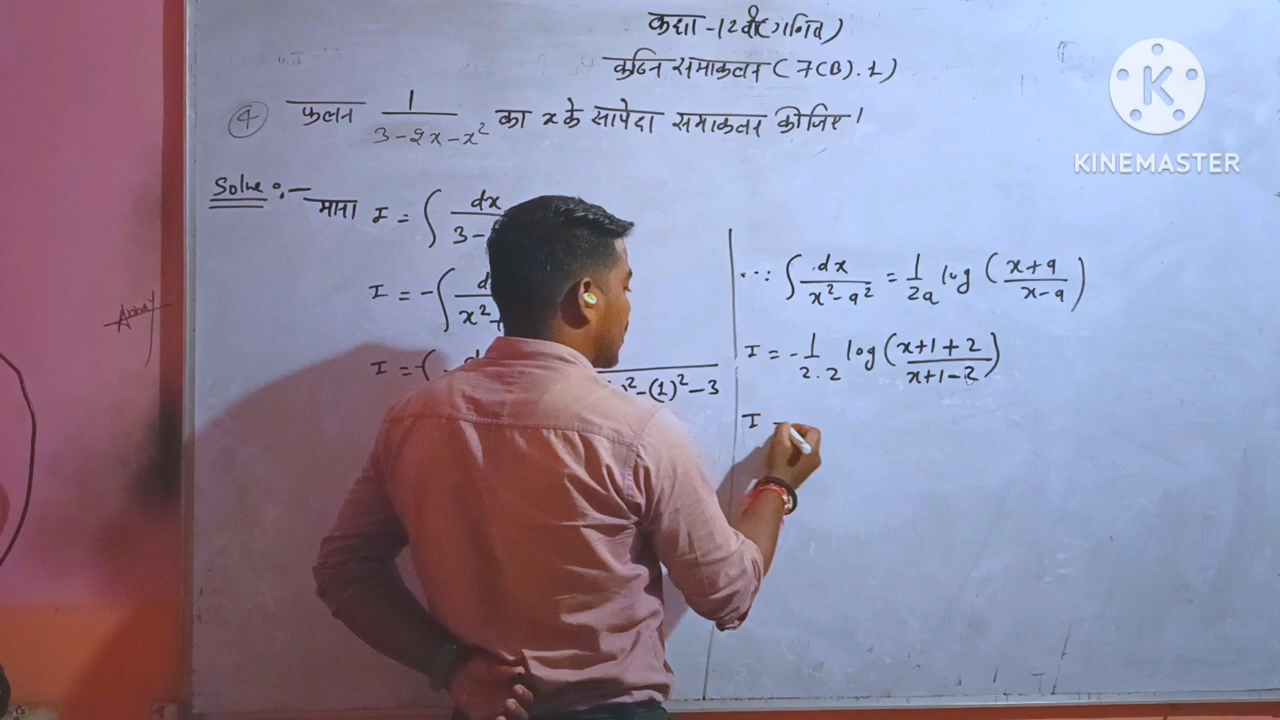 कक्षा - 12वीं (गणित)
कठिन समाकलन ( 7(B).1)
④ फलन 1/(3-2x-x²) का x के सापेक्ष समाकलन कीजिए।
KINEMASTER
Solve :-
माना I = ∫ dx/3-
I = -∫ d/x²+
I = -∫ d
²-(1)²-3
∴ ∫ dx/(x²-a²) = 1/2a log (x+a/x-a)
I = -1/2.2 log (x+1+2/x+1-2)
I -
Abhay